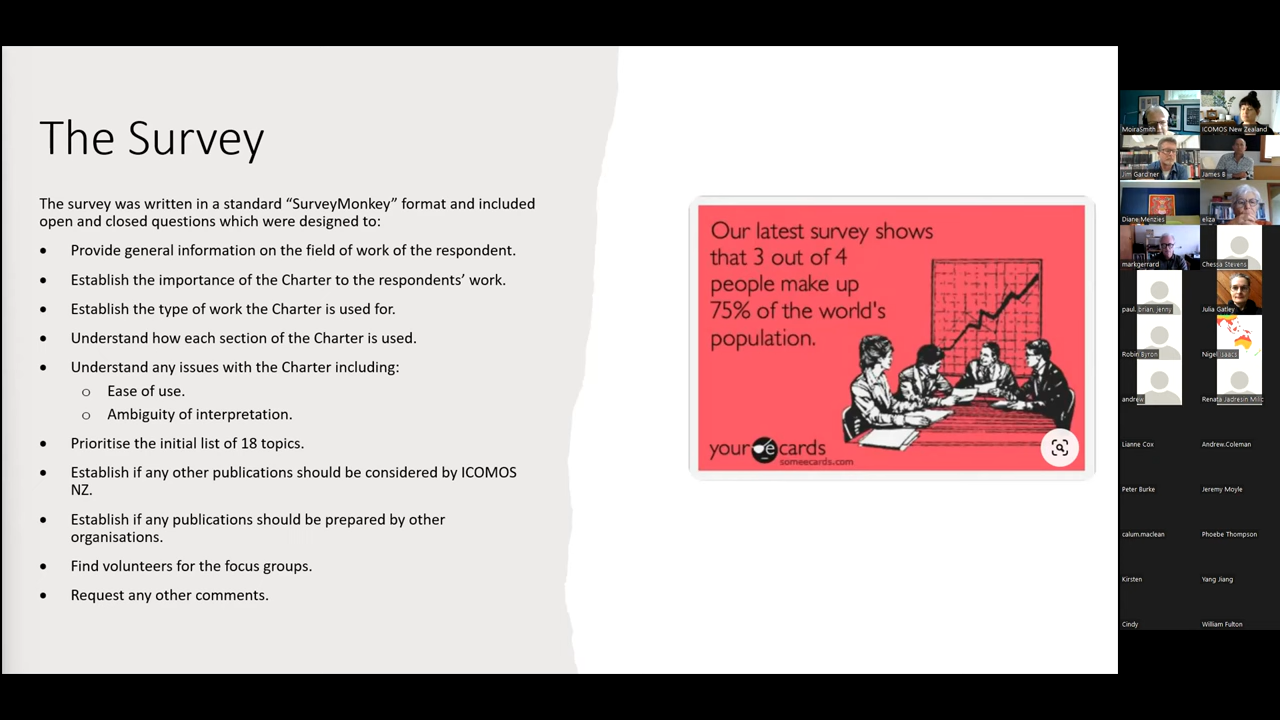 The Survey
The survey was written in a standard “SurveyMonkey” format and included
open and closed questions which were designed to:
• Provide general information on the field of work of the respondent.
• Establish the importance of the Charter to the respondents’ work.
• Establish the type of work the Charter is used for.
• Understand how each section of the Charter is used.
• Understand any issues with the Charter including:
o Ease of use.
o Ambiguity of interpretation.
• Prioritise the initial list of 18 topics.
• Establish if any other publications should be considered by ICOMOS
NZ.
• Establish if any publications should be prepared by other
organisations.
• Find volunteers for the focus groups.
• Request any other comments.
Our latest survey shows
that 3 out of 4
people make up
75% of the world's
population.
your e cards
someecards.com
MoiraSmith
ICOMOS New Zealand
Jim Gardiner
James B
Diane Menzies
eliza
markgerrard
Chessa Stevens
paul, brian, jenny
Julia Gatley
Robin Byron
Nigel Isaacs
andrew
Renata Jadresin Milic
Lianne Cox
Andrew.Coleman
Peter Burke
Jeremy Moyle
calum.maclean
Phoebe Thompson
Kirsten
Yang Jiang
Cindy
William Fulton